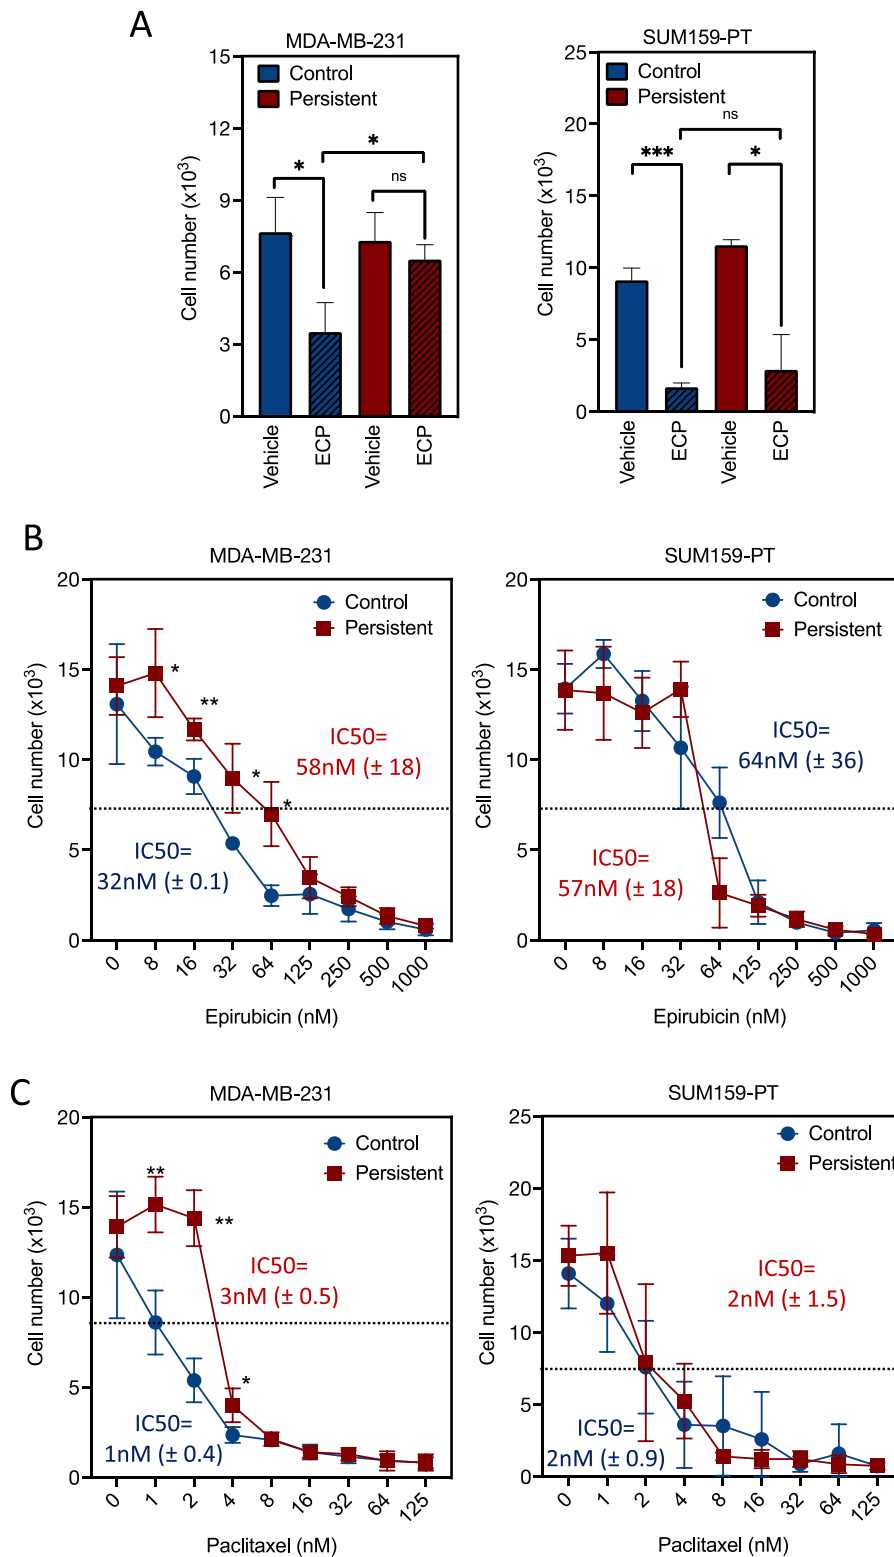 A
MDA-MB-231
Control
Persistent
Cell number (x10³)
15
12
9
6
3
0
*
*
ns
Vehicle
ECP
Vehicle
ECP
SUM159-PT
Control
Persistent
Cell number (x10³)
25
20
15
10
5
0
ns
***
*
Vehicle
ECP
Vehicle
ECP
B
MDA-MB-231
Control
Persistent
Cell number (x10³)
20
15
10
5
0
*
**
*
*
IC50=
58nM (± 18)
IC50=
32nM (± 0.1)
0 8 16 32 64 125 250 500 1000
Epirubicin (nM)
SUM159-PT
Control
Persistent
Cell number (x10³)
20
15
10
5
0
IC50=
64nM (± 36)
IC50=
57nM (± 18)
0 8 16 32 64 125 250 500 1000
Epirubicin (nM)
C
MDA-MB-231
Control
Persistent
Cell number (x10³)
20
15
10
5
0
**
**
*
IC50=
3nM (± 0.5)
IC50=
1nM (± 0.4)
0 1 2 4 8 16 32 64 125
Paclitaxel (nM)
SUM159-PT
Control
Persistent
Cell number (x10³)
25
20
15
10
5
0
IC50=
2nM (± 1.5)
IC50=
2nM (± 0.9)
0 1 2 4 8 16 32 64 125
Paclitaxel (nM)